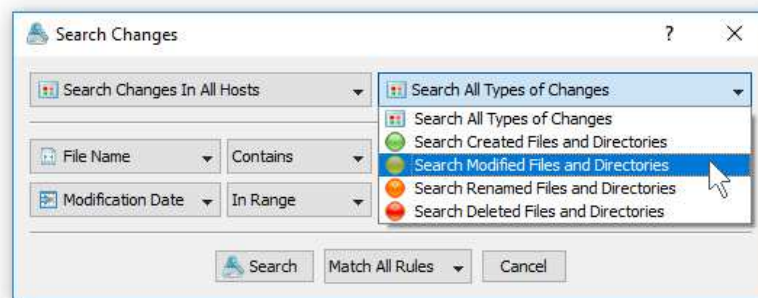 Search Changes
?
Search Changes In All Hosts
Search All Types of Changes
Search All Types of Changes
Search Created Files and Directories
File Name
Contains
Search Modified Files and Directories
Search Renamed Files and Directories
Modification Date
In Range
Search Deleted Files and Directories
Search
Match All Rules
Cancel